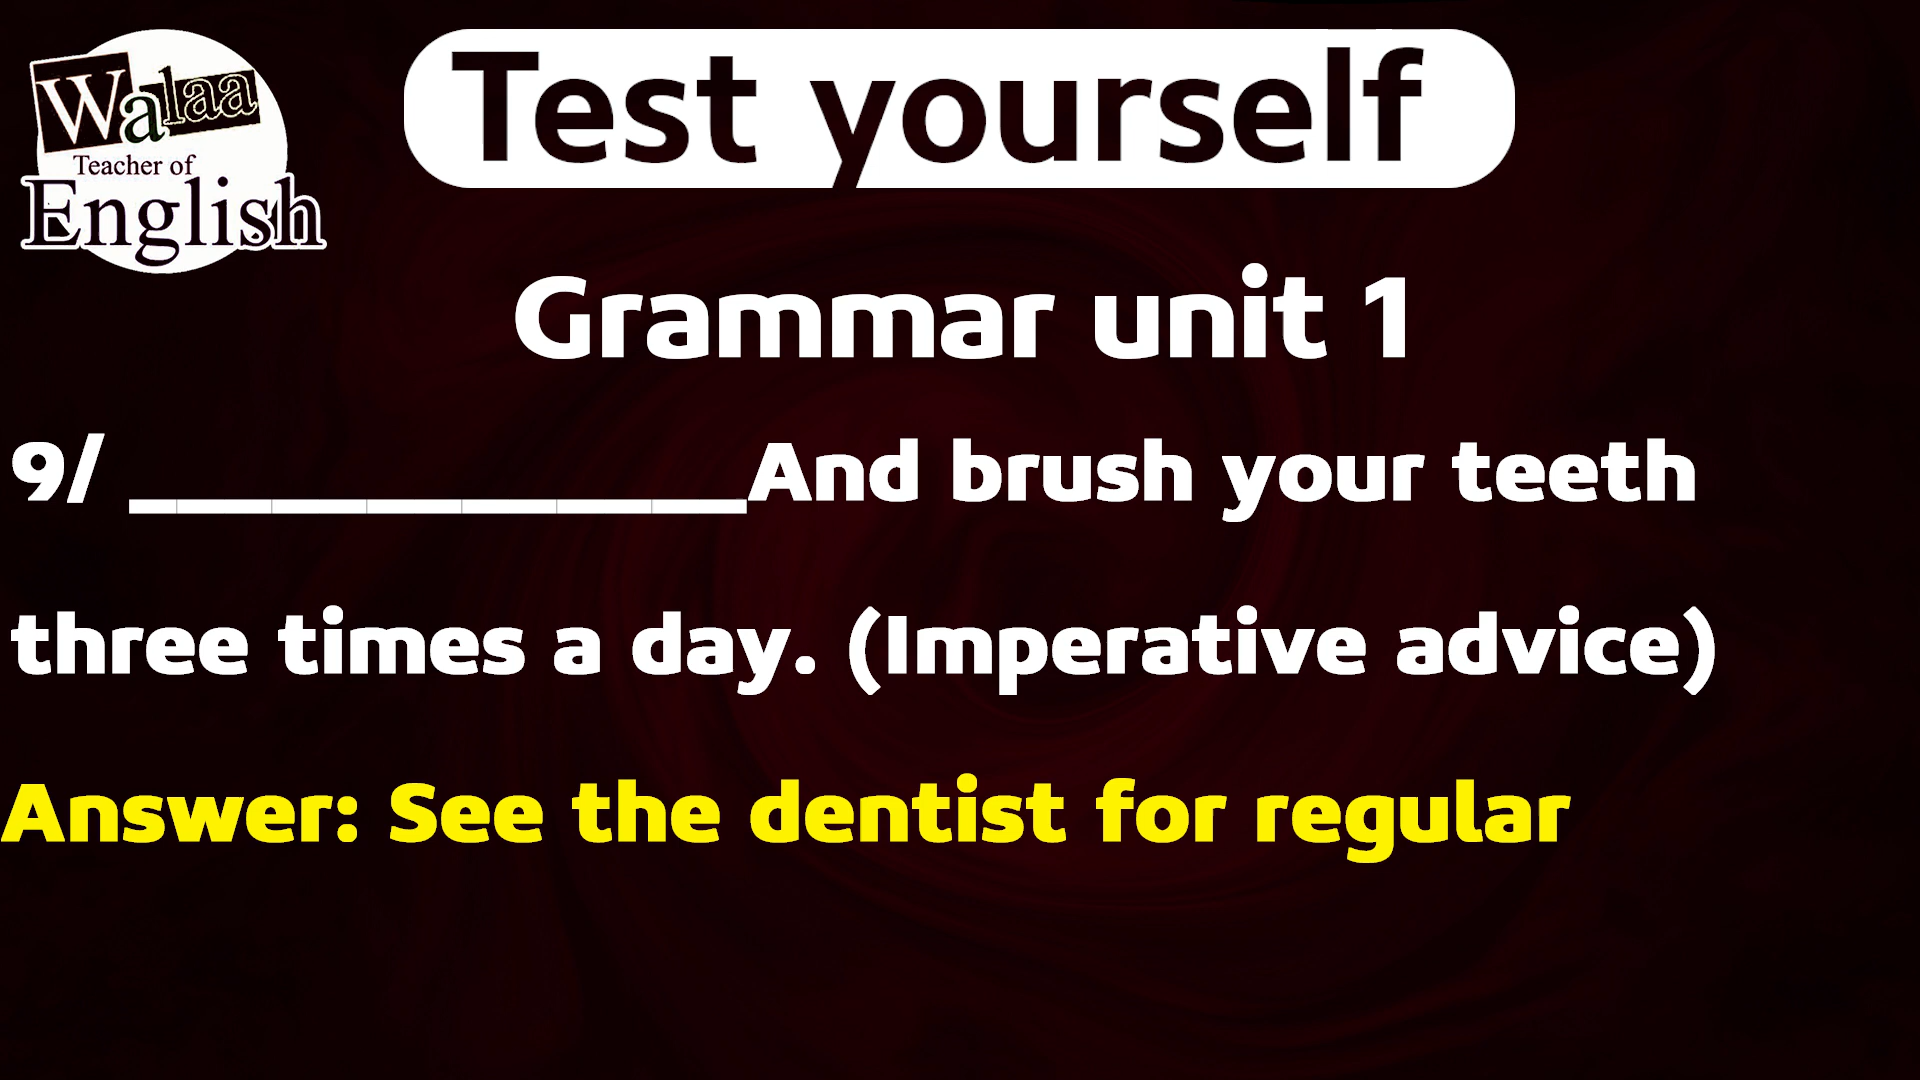 Walaa
Teacher of
English
Test yourself
Grammar unit 1
9/ _____________And brush your teeth
three times a day. (Imperative advice)
Answer: See the dentist for regular